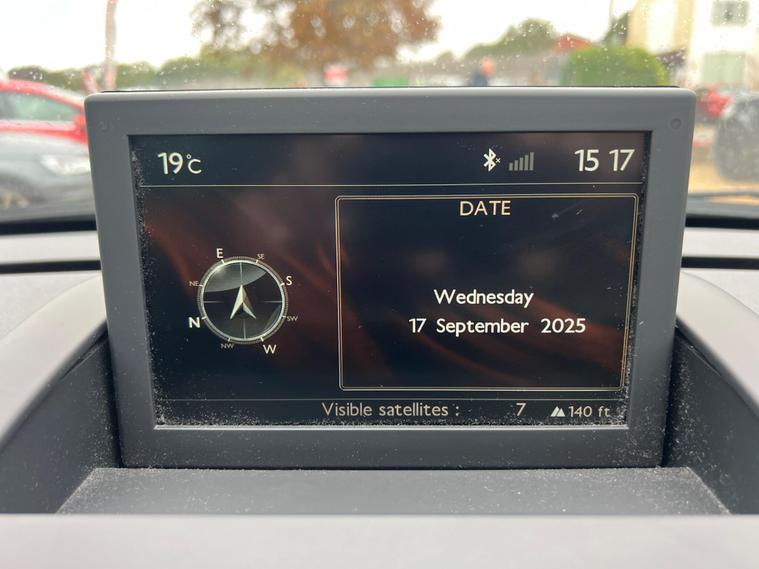 19°C
15 17
DATE
E
SE
NE
S
N
SW
NW
W
Wednesday
17 September 2025
Visible satellites : 7 140 ft